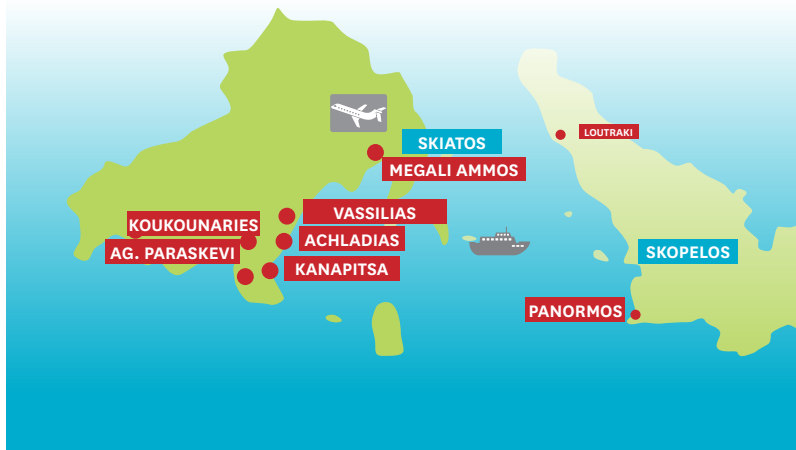 SKIATOS
MEGALI AMMOS
LOUTRAKI
VASSILIAS
KOUKOUNARIES
ACHLADIAS
AG. PARASKEVI
KANAPITSA
SKOPELOS
PANORMOS